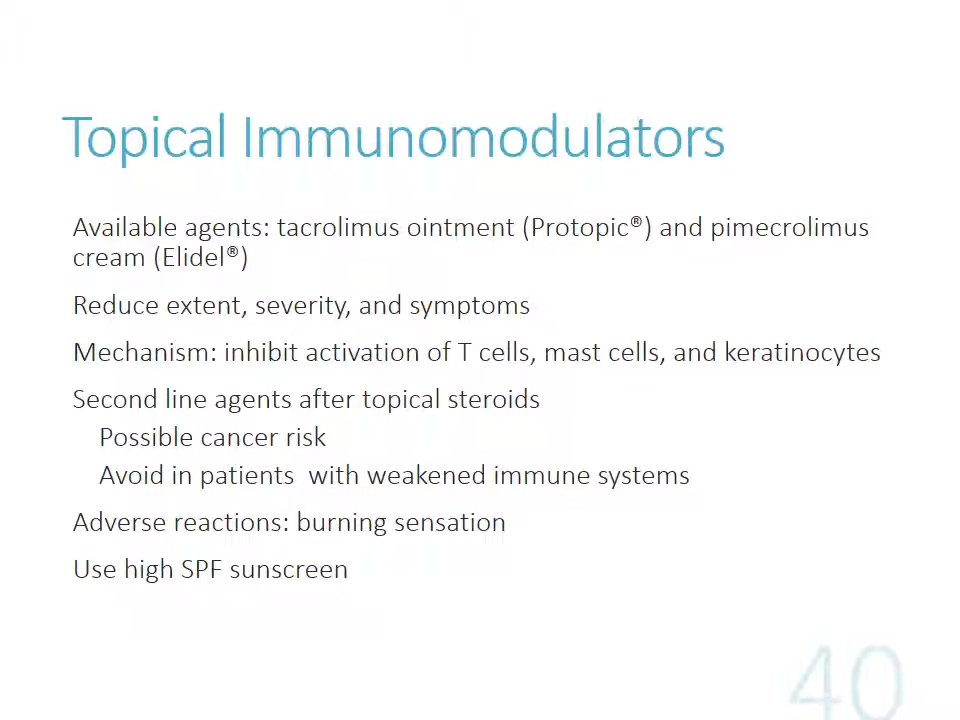 Topical Immunomodulators
Available agents: tacrolimus ointment (Protopic®) and pimecrolimus
cream (Elidel®)
Reduce extent, severity, and symptoms
Mechanism: inhibit activation of T cells, mast cells, and keratinocytes
Second line agents after topical steroids
Possible cancer risk
Avoid in patients  with weakened immune systems
Adverse reactions: burning sensation
Use high SPF sunscreen
40